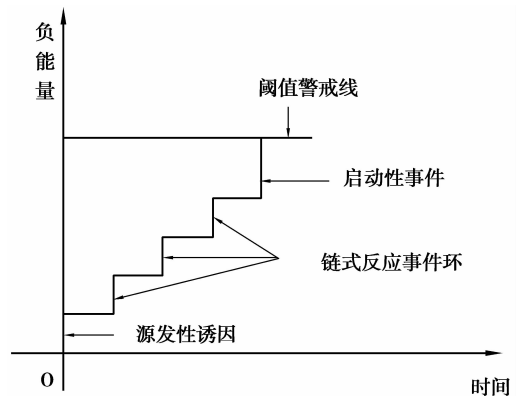 负能量
阈值警戒线
启动性事件
链式反应事件环
源发性诱因
O
时间